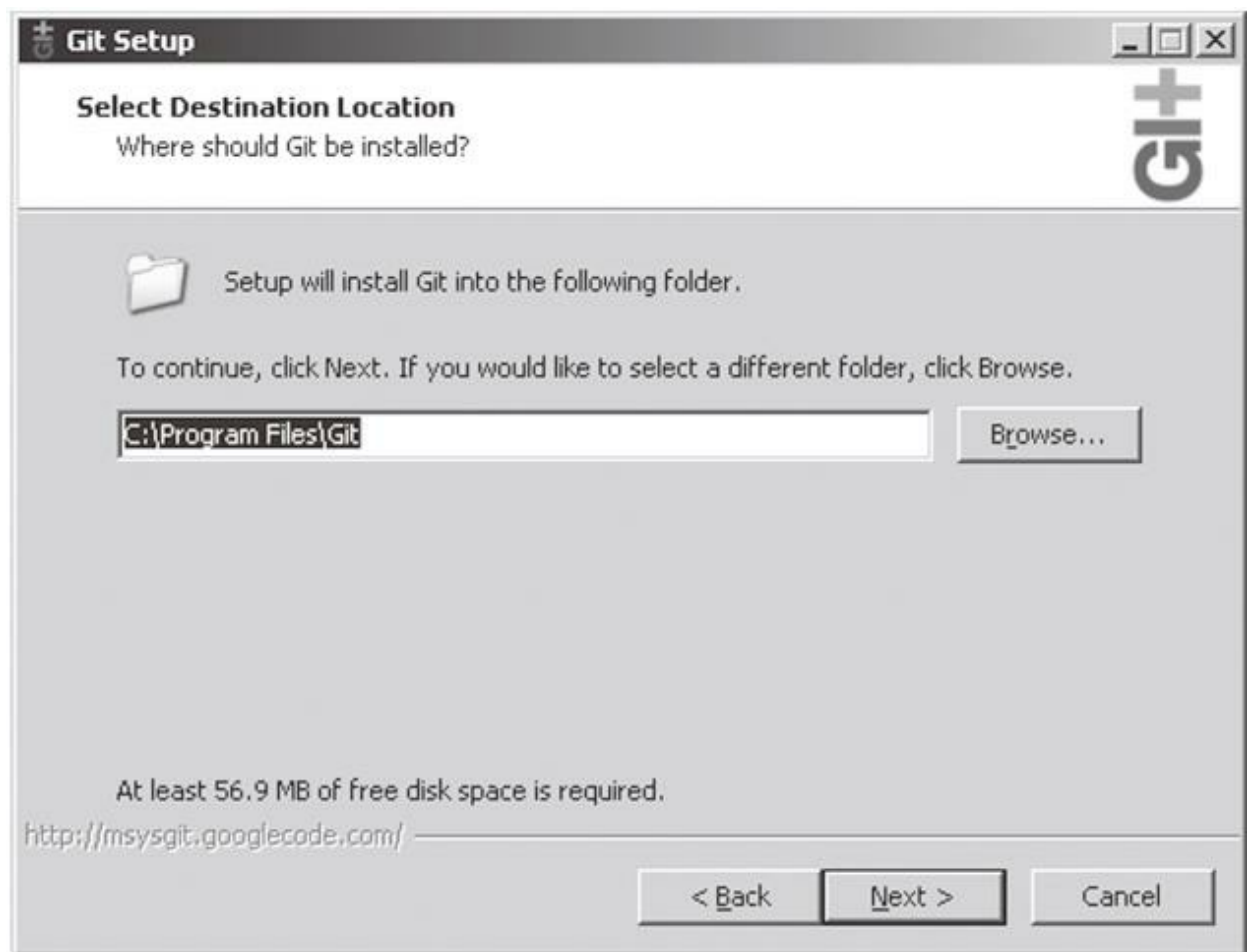 Git Setup
Select Destination Location
Where should Git be installed?
GIt
Setup will install Git into the following folder.
To continue, click Next. If you would like to select a different folder, click Browse.
C:\Program Files\Git
Browse...
At least 56.9 MB of free disk space is required.
http://msysgit.googlecode.com/
< Back
Next >
Cancel